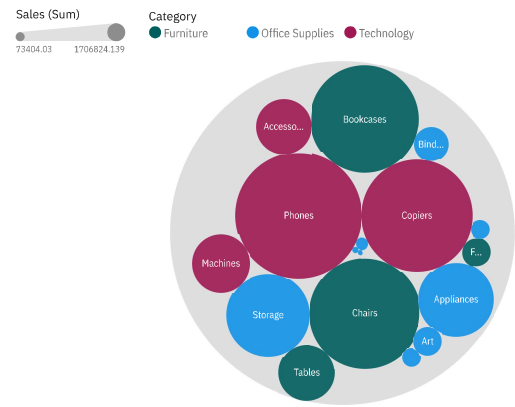 Sales (Sum)
73404.03 1706824.139
Category
Furniture
Office Supplies
Technology
Accesso...
Bookcases
Bind...
Phones
Copiers
F...
Machines
Storage
Chairs
Appliances
Art
Tables